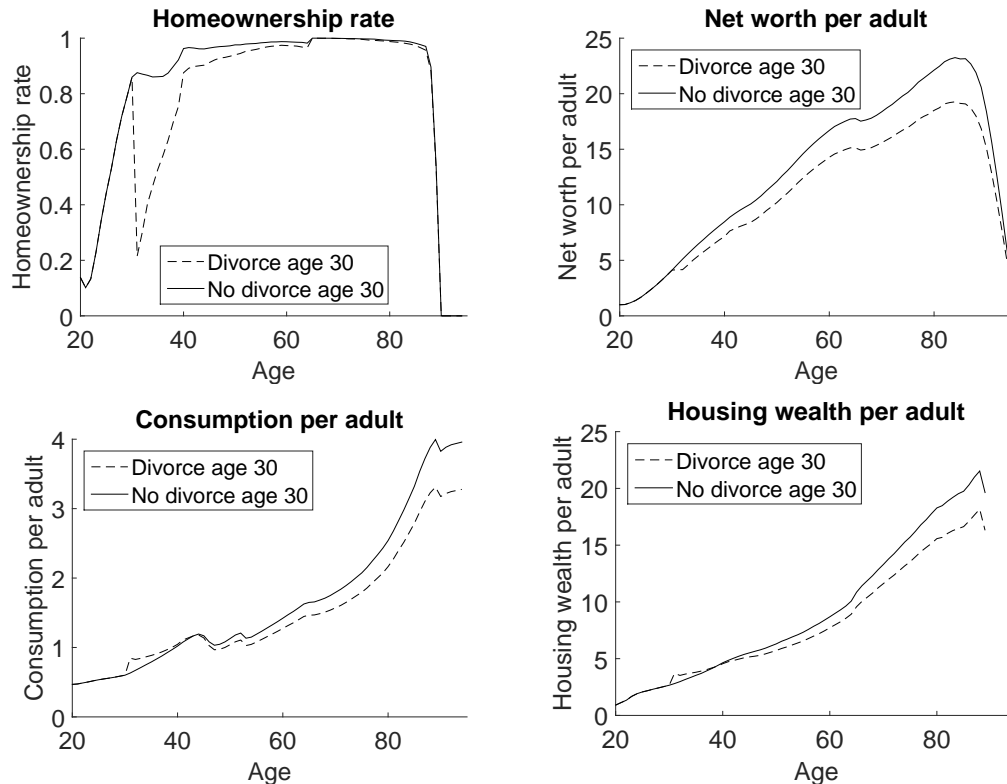 Homeownership rate
Homeownership rate
1
0.8
0.6
0.4
0.2
0
Divorce age 30
No divorce age 30
20
40
60
80
Age
Net worth per adult
Net worth per adult
25
20
15
10
5
0
Divorce age 30
No divorce age 30
20
40
60
80
Age
Consumption per adult
Consumption per adult
4
3
2
1
0
Divorce age 30
No divorce age 30
20
40
60
80
Age
Housing wealth per adult
Housing wealth per adult
25
20
15
10
5
0
Divorce age 30
No divorce age 30
20
40
60
80
Age